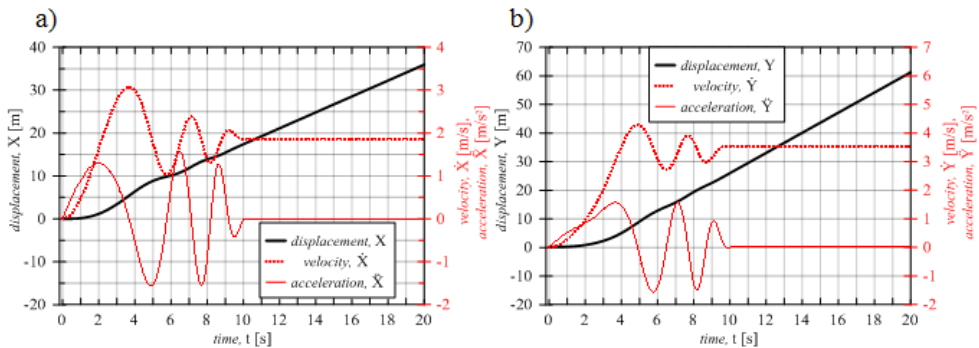 a)
40
30
20
10
0
-10
-20
displacement, X [m]
4
3
2
1
0
-1
-2
velocity, Ẋ [m/s],
acceleration, Ẍ [m/s²]
displacement, X
velocity, Ẋ
acceleration, Ẍ
0 2 4 6 8 10 12 14 16 18 20
time, t [s]
b)
70
60
50
40
30
20
10
0
-10
-20
displacement, Y [m]
7
6
5
4
3
2
1
0
-1
-2
velocity, Ẏ [m/s],
acceleration, Ÿ [m/s²]
displacement, Y
velocity, Ẏ
acceleration, Ÿ
0 2 4 6 8 10 12 14 16 18 20
time, t [s]